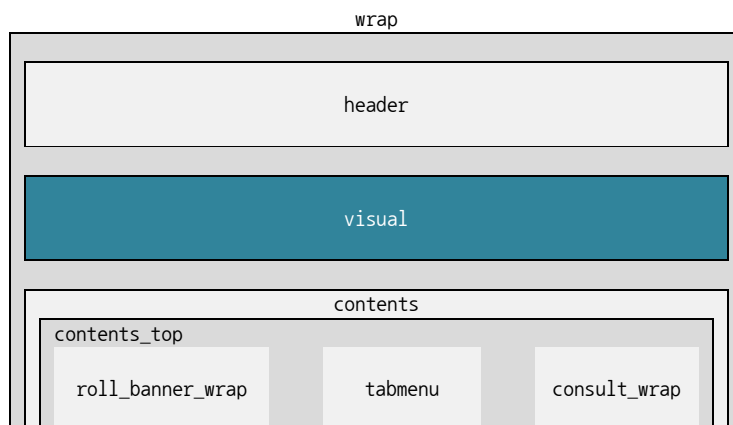 wrap
header
visual
contents
contents_top
roll_banner_wrap
tabmenu
consult_wrap